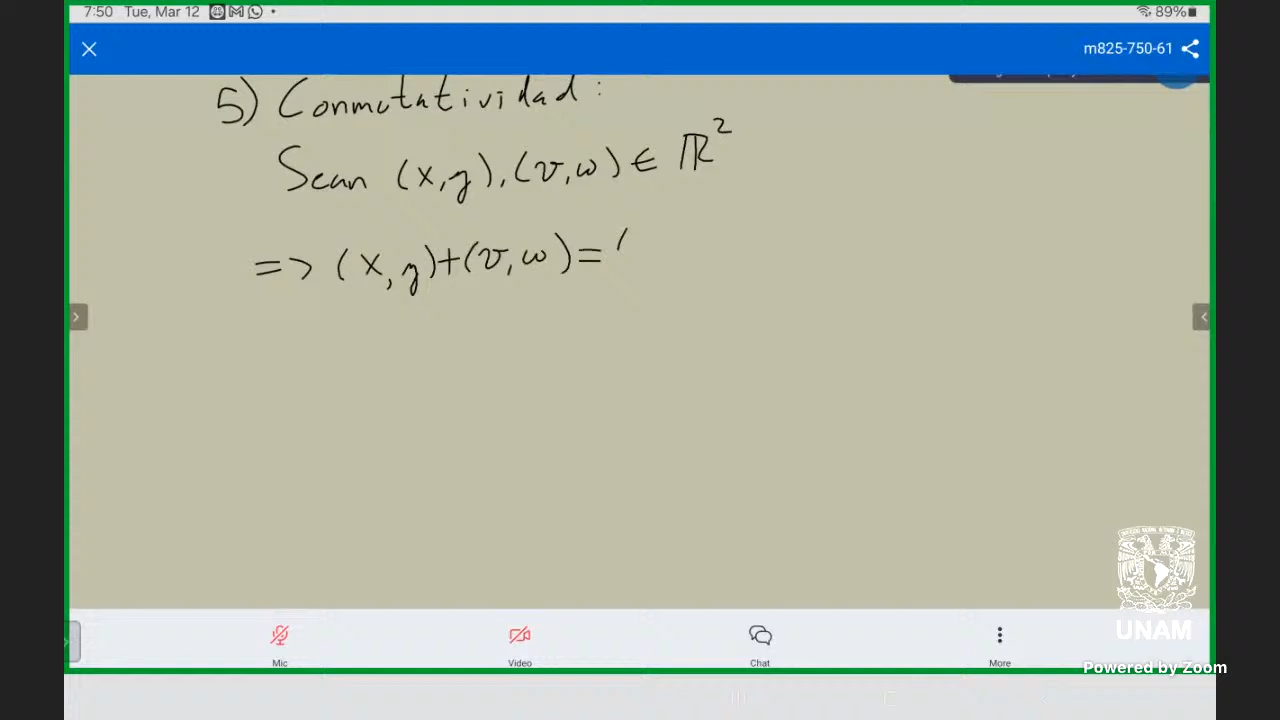 7:50 Tue, Mar 12 89%
m825-750-61
5) Conmutatividad:
Sean (x,y),(v,w) ∈ ℝ²
=> (x,y)+(v,w)=(
UNAM
Mic Video Chat More
Powered by Zoom